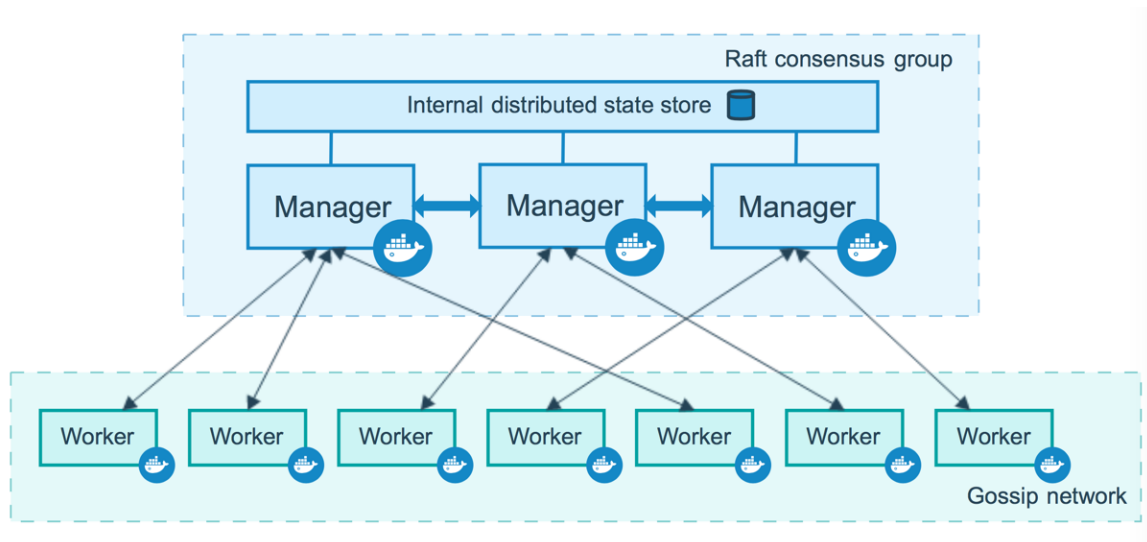 Raft consensus group
Internal distributed state store
Manager
Manager
Manager
Worker
Worker
Worker
Worker
Worker
Worker
Worker
Gossip network